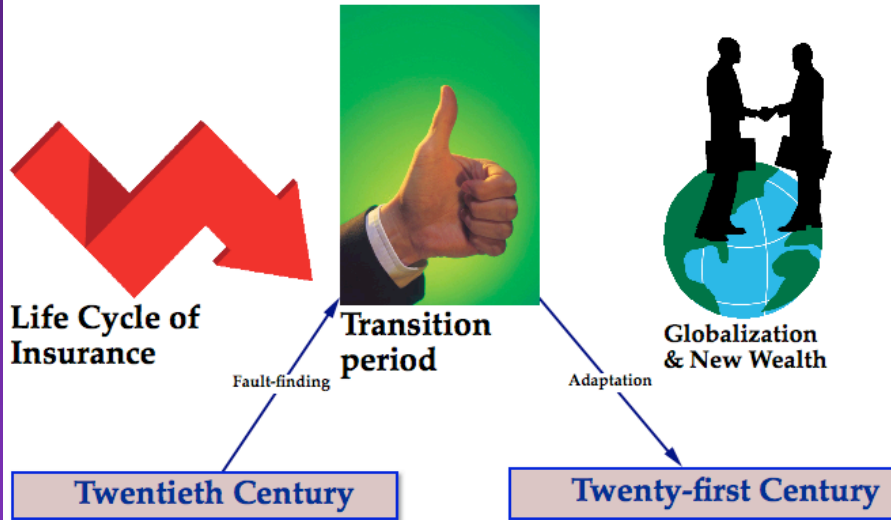 Life Cycle of
Insurance
Transition
period
Globalization
& New Wealth
Fault-finding
Adaptation
Twentieth Century
Twenty-first Century